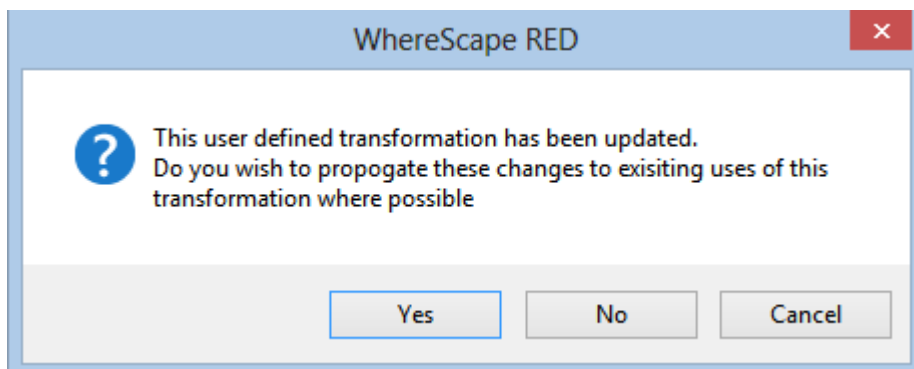 WhereScape RED
This user defined transformation has been updated.
Do you wish to propogate these changes to exisiting uses of this
transformation where possible
Yes
No
Cancel